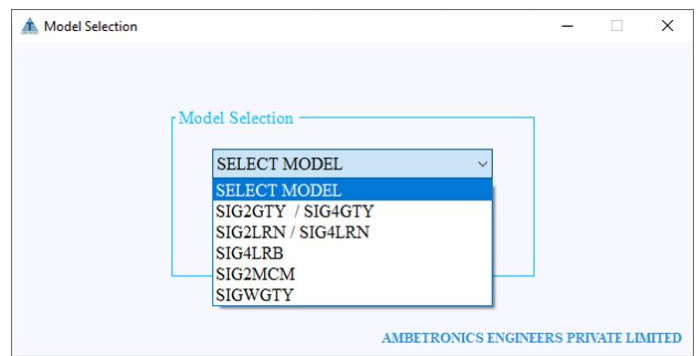 Model Selection
Model Selection
SELECT MODEL
SELECT MODEL
SIG2GTY / SIG4GTY
SIG2LRN / SIG4LRN
SIG4LRB
SIG2MCM
SIGWGTY
AMBETRONICS ENGINEERS PRIVATE LIMITED